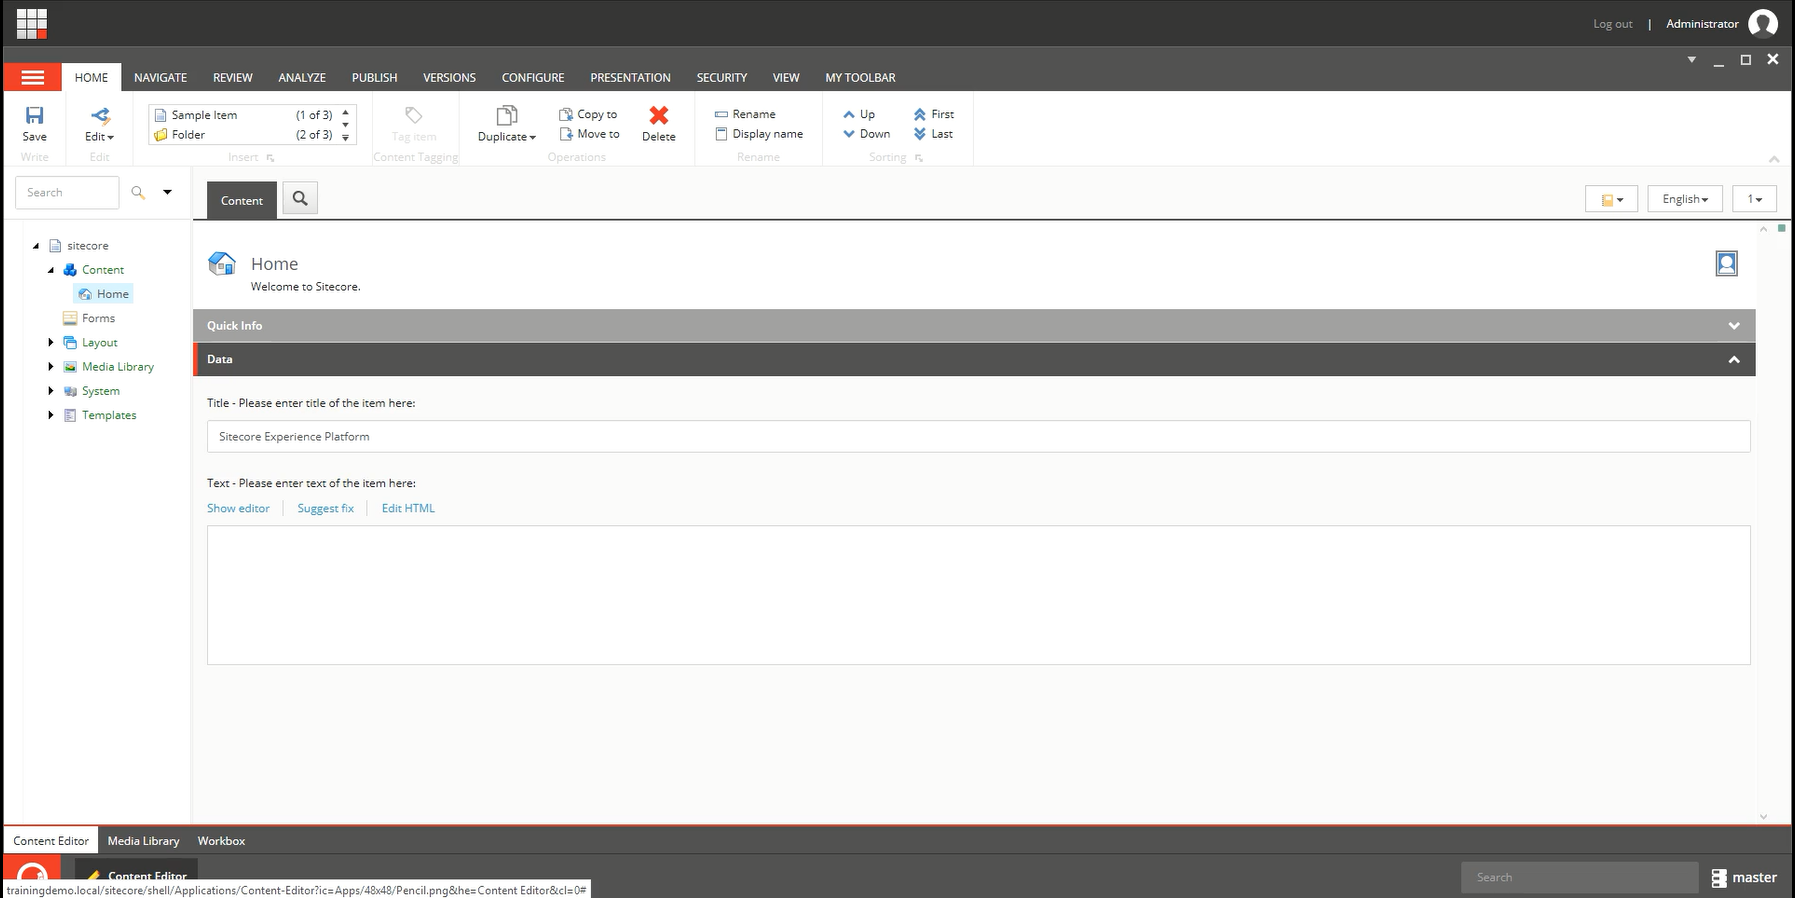 Log out | Administrator
HOME NAVIGATE REVIEW ANALYZE PUBLISH VERSIONS CONFIGURE PRESENTATION SECURITY VIEW MY TOOLBAR
Sample Item (1 of 3) Copy to Rename Up First
Folder (2 of 3) Move to Display name Down Last
Save Edit Tag item Duplicate Delete
Write Edit Insert Content Tagging Operations Rename Sorting
Search
Content
English 1
sitecore
Content
Home
Forms
Layout
Media Library
System
Templates
Home
Welcome to Sitecore.
Quick Info
Data
Title - Please enter title of the item here:
Sitecore Experience Platform
Text - Please enter text of the item here:
Show editor Suggest fix Edit HTML
Content Editor Media Library Workbox
Content Editor
Search master
trainingdemo.local/sitecore/shell/Applications/Content-Editor?ic=Apps/48x48/Pencil.png&he=Content Editor&cl=0#